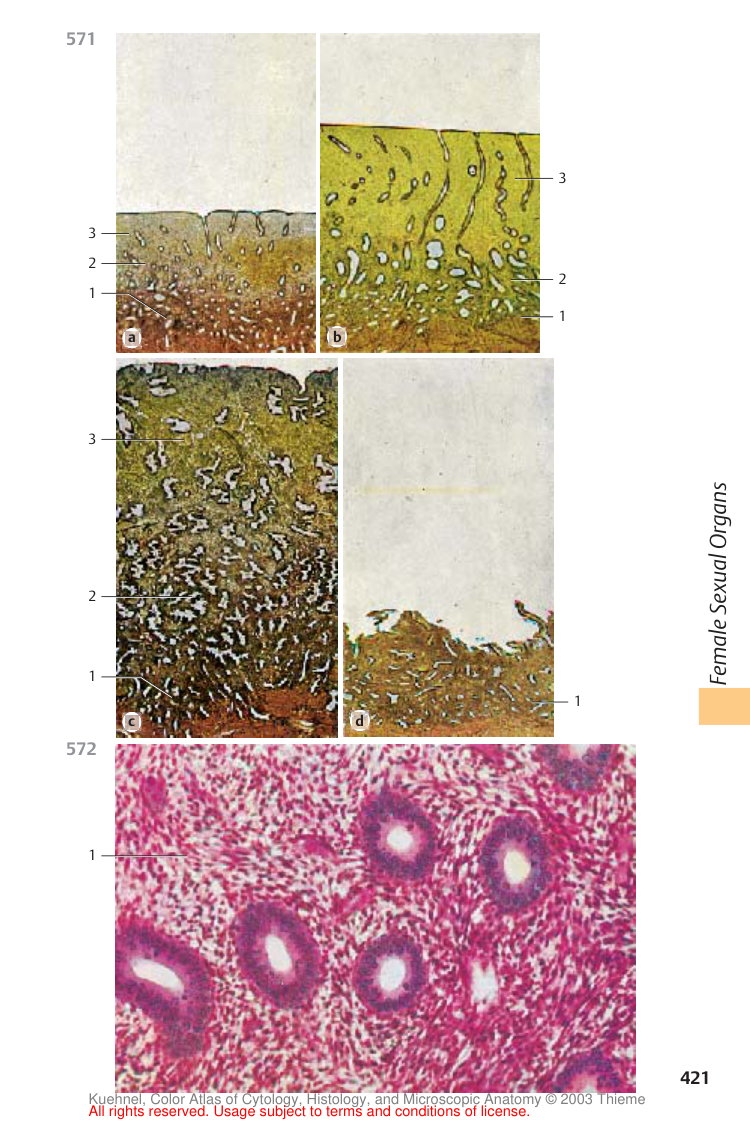 571
3
2
1
a
3
2
1
b
3
2
1
c
1
d
Female Sexual Organs
572
1
421
Kuehnel, Color Atlas of Cytology, Histology, and Microscopic Anatomy © 2003 Thieme
All rights reserved. Usage subject to terms and conditions of license.